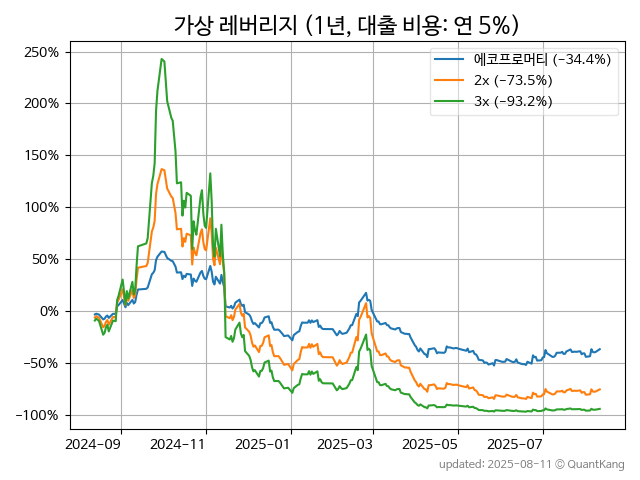 가상 레버리지 (1년, 대출 비용: 연 5%)
250%
200%
150%
100%
50%
0%
−50%
−100%
에코프로머티 (−34.4%)
2x (−73.5%)
3x (−93.2%)
2024-09 2024-11 2025-01 2025-03 2025-05 2025-07
updated: 2025-08-11 © QuantKang